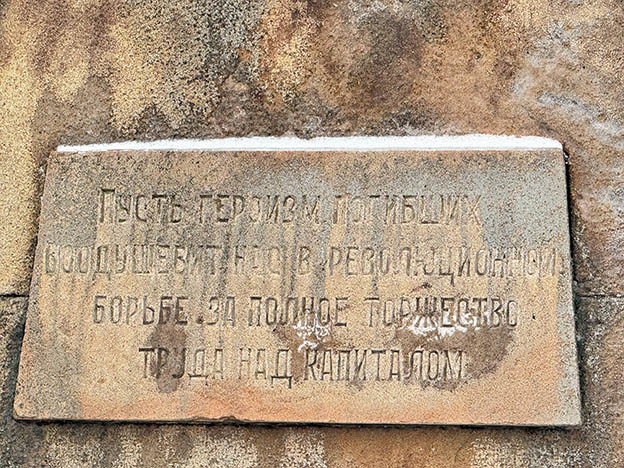 Пусть героизм погибших
воодушевит нас в революционной
борьбе за полное торжество
труда над капиталом